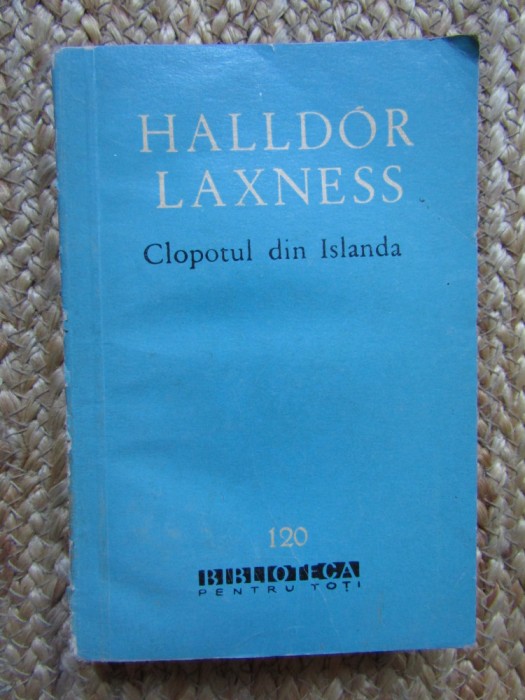 HALLDÓR
LAXNESS
Clopotul din Islanda
120
BIBLIOTECA
PENTRU TOȚI